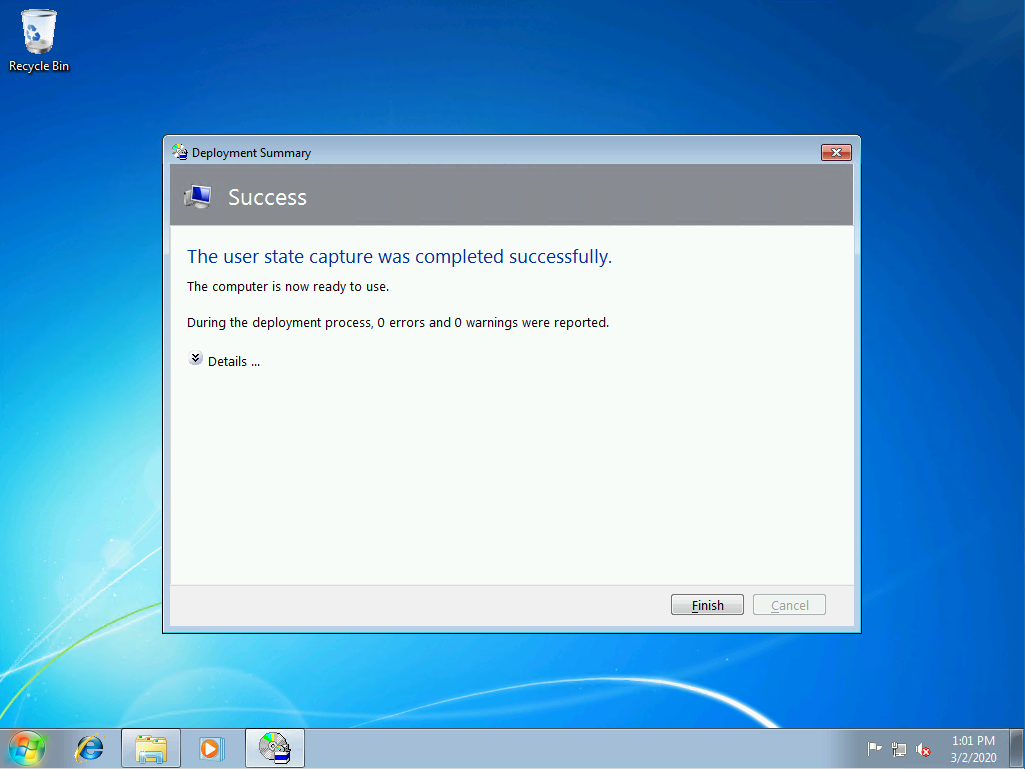 Recycle Bin
Deployment Summary
Success
The user state capture was completed successfully.
The computer is now ready to use.
During the deployment process, 0 errors and 0 warnings were reported.
Details ...
Finish
Cancel
1:01 PM
3/2/2020